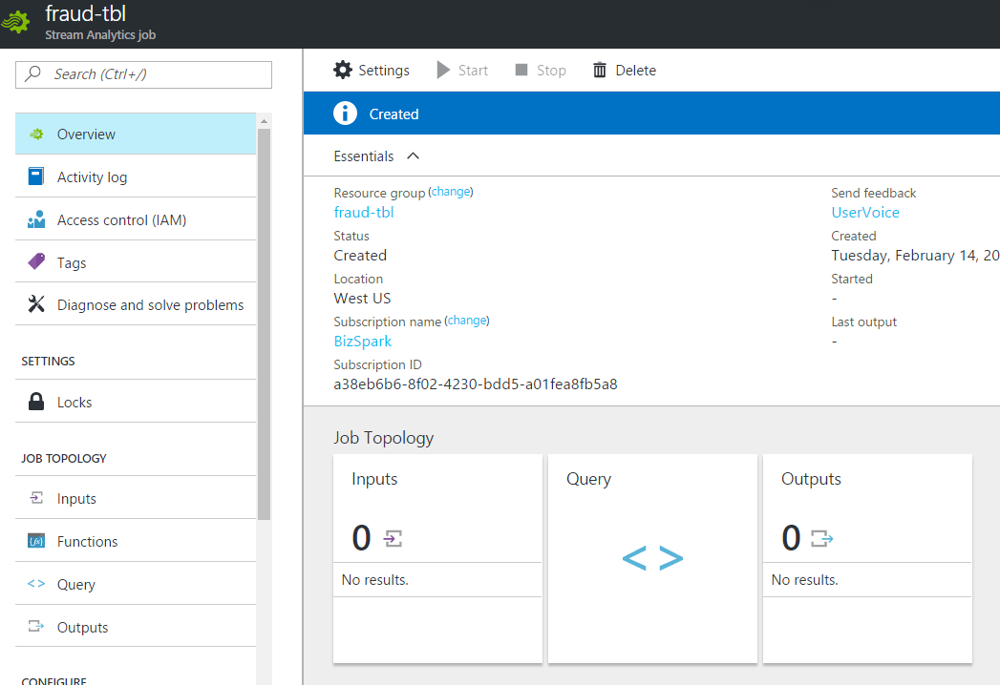 fraud-tbl
Stream Analytics job
Search (Ctrl+/)
Overview
Activity log
Access control (IAM)
Tags
Diagnose and solve problems
SETTINGS
Locks
JOB TOPOLOGY
Inputs
Functions
Query
Outputs
CONFIGURE
Settings Start Stop Delete
Created
Essentials
Resource group (change)
fraud-tbl
Status
Created
Location
West US
Subscription name (change)
BizSpark
Subscription ID
a38eb6b6-8f02-4230-bdd5-a01fea8fb5a8
Send feedback
UserVoice
Created
Tuesday, February 14, 20
Started
-
Last output
-
Job Topology
Inputs
0
No results.
Query
< >
Outputs
0
No results.